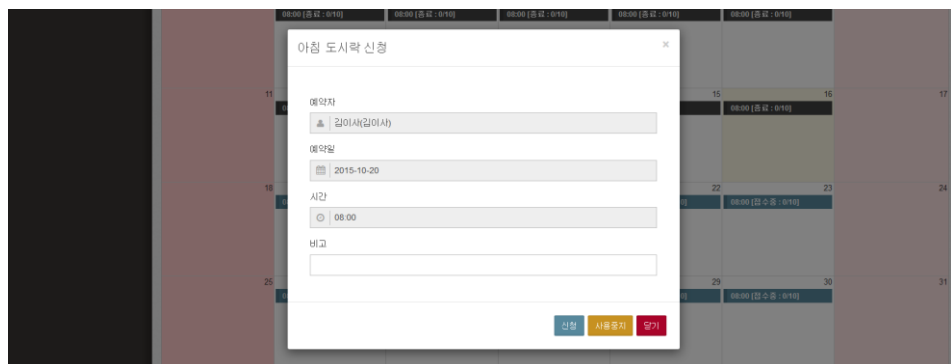 08:00 [종료 : 0/10] 08:00 [종료 : 0/10] 08:00 [종료 : 0/10] 08:00 [종료 : 0/10] 08:00 [종료 : 0/10]
아침 도시락 신청 ×
11 15 16 17
예약자
08:00 [종료 : 0/10]
김이사(김이사)
예약일
2015-10-20
18 22 23 24
시간
08:00 [접수중 : 0/10]
08:00
비고
25 29 30 31
08:00 [접수중 : 0/10]
신청 사용중지 닫기